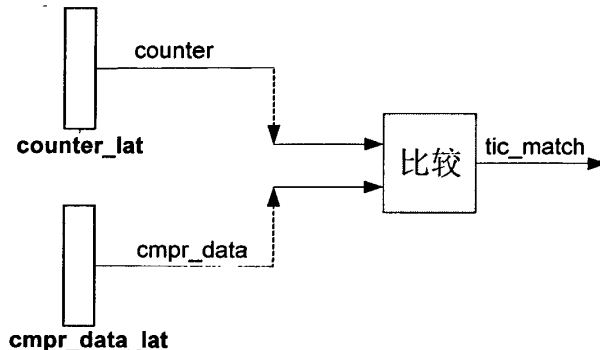 counter
counter_lat
比较
tic_match
cmpr_data
cmpr_data_lat